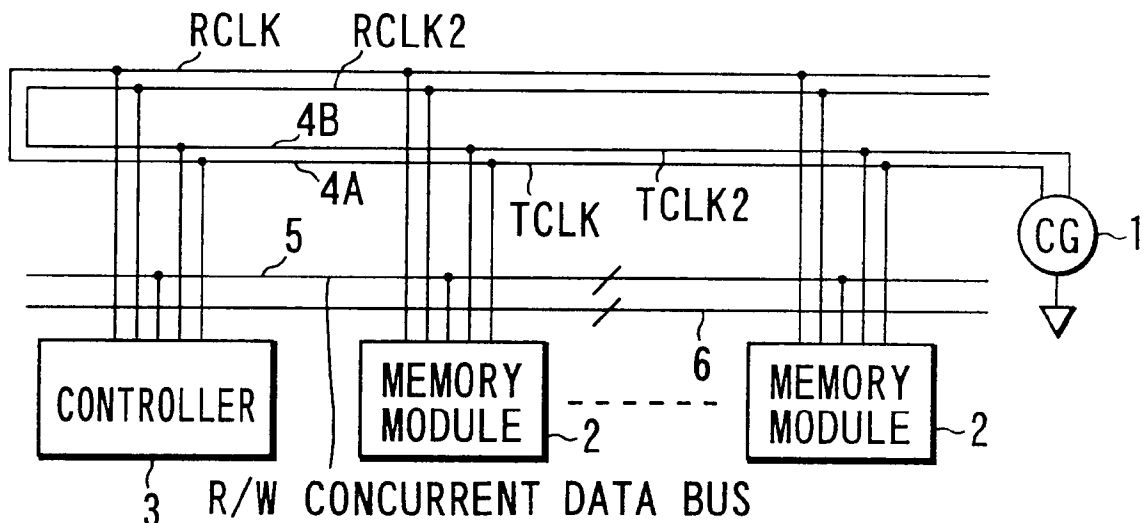 RCLK RCLK2
4B
4A
TCLK TCLK2
CG 1
5
6
CONTROLLER
MEMORY
MODULE
MEMORY
MODULE
2 2
3
R/W CONCURRENT DATA BUS